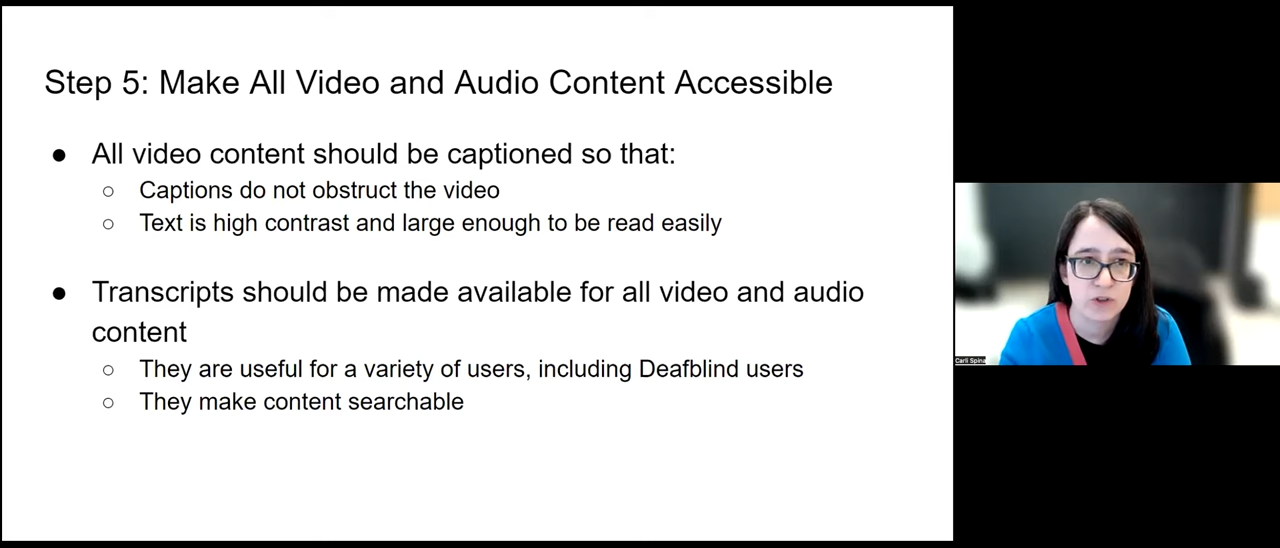 Step 5: Make All Video and Audio Content Accessible
● All video content should be captioned so that:
○ Captions do not obstruct the video
○ Text is high contrast and large enough to be read easily
● Transcripts should be made available for all video and audio
content
○ They are useful for a variety of users, including Deafblind users
○ They make content searchable
Carli Spina